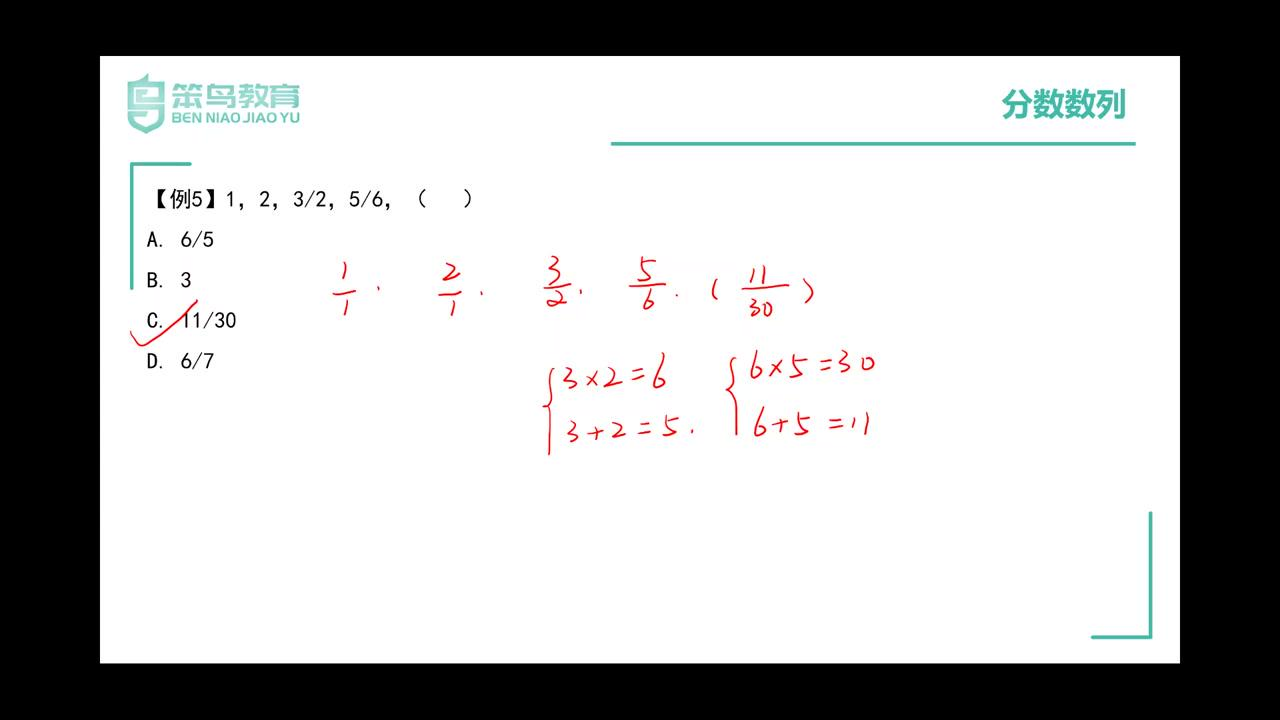 笨鸟教育
BEN NIAO JIAO YU
分数数列
【例5】1, 2, 3/2, 5/6, （ ）
A. 6/5
B. 3
C. 11/30
D. 6/7
1/1 . 2/1 . 3/2 . 5/6 . ( 11/30 )
3×2=6
3+2=5.
6×5=30
6+5=11